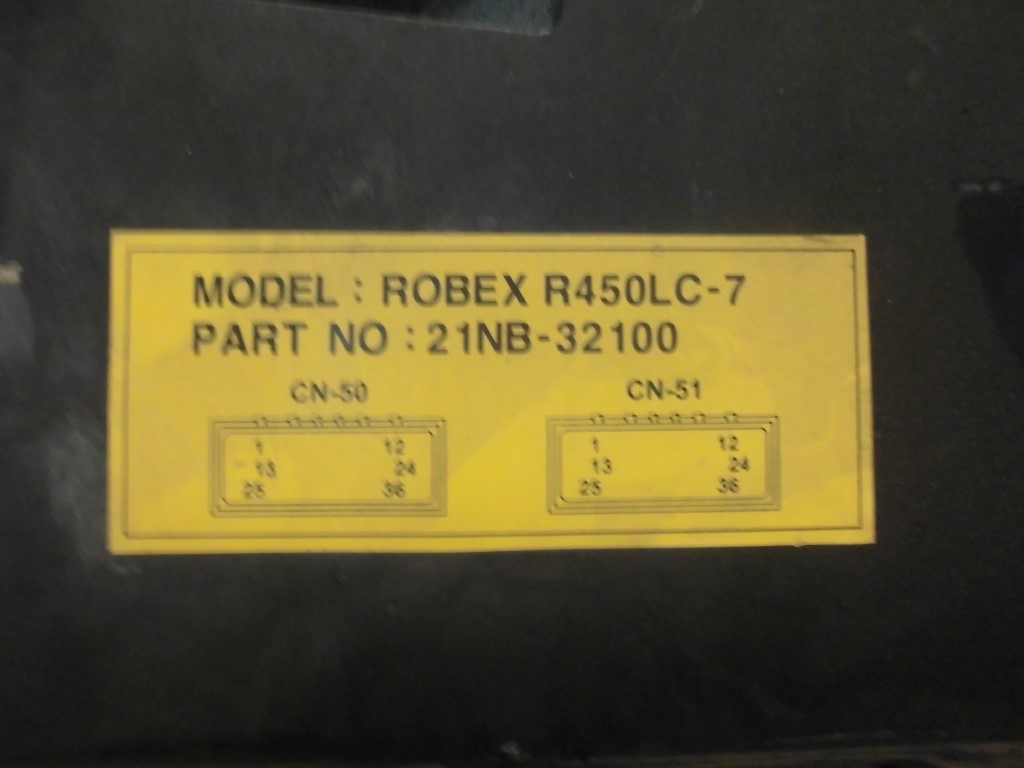 MODEL : ROBEX R450LC-7
PART NO : 21NB-32100
CN-50 CN-51
1 12 1 12
13 24 13 24
25 36 25 36